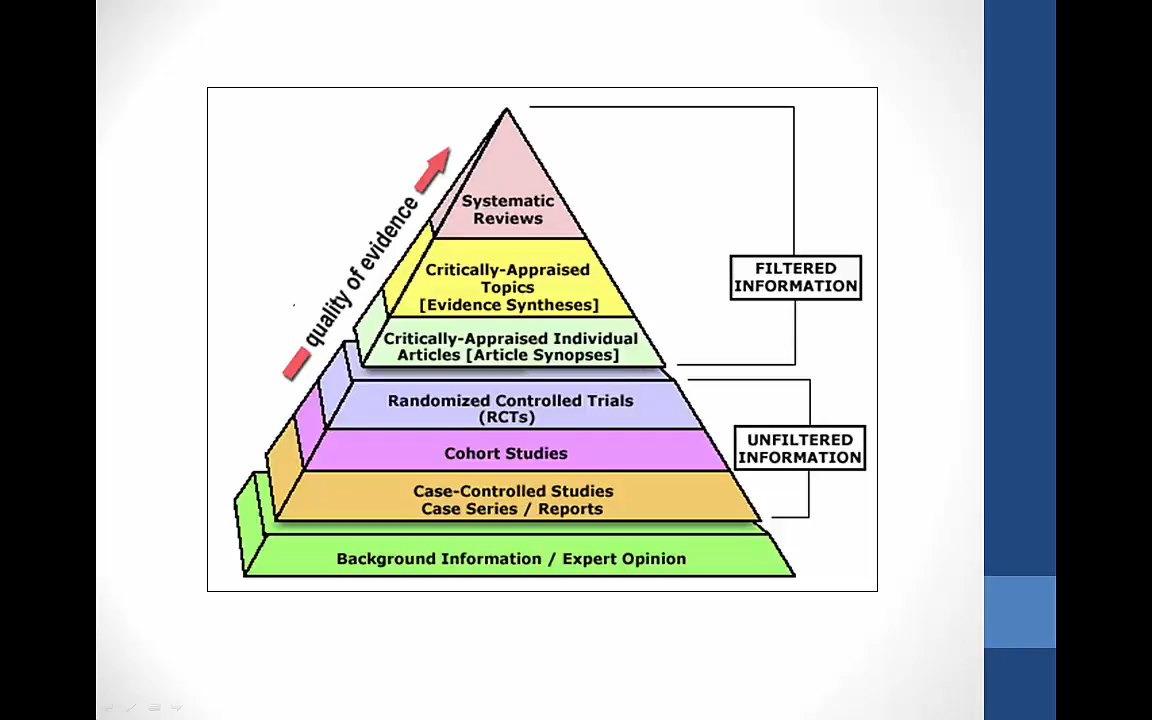 Systematic
Reviews
quality of evidence
Critically-Appraised
Topics
[Evidence Syntheses]
FILTERED
INFORMATION
Critically-Appraised Individual
Articles [Article Synopses]
Randomized Controlled Trials
(RCTs)
UNFILTERED
INFORMATION
Cohort Studies
Case-Controlled Studies
Case Series / Reports
Background Information / Expert Opinion